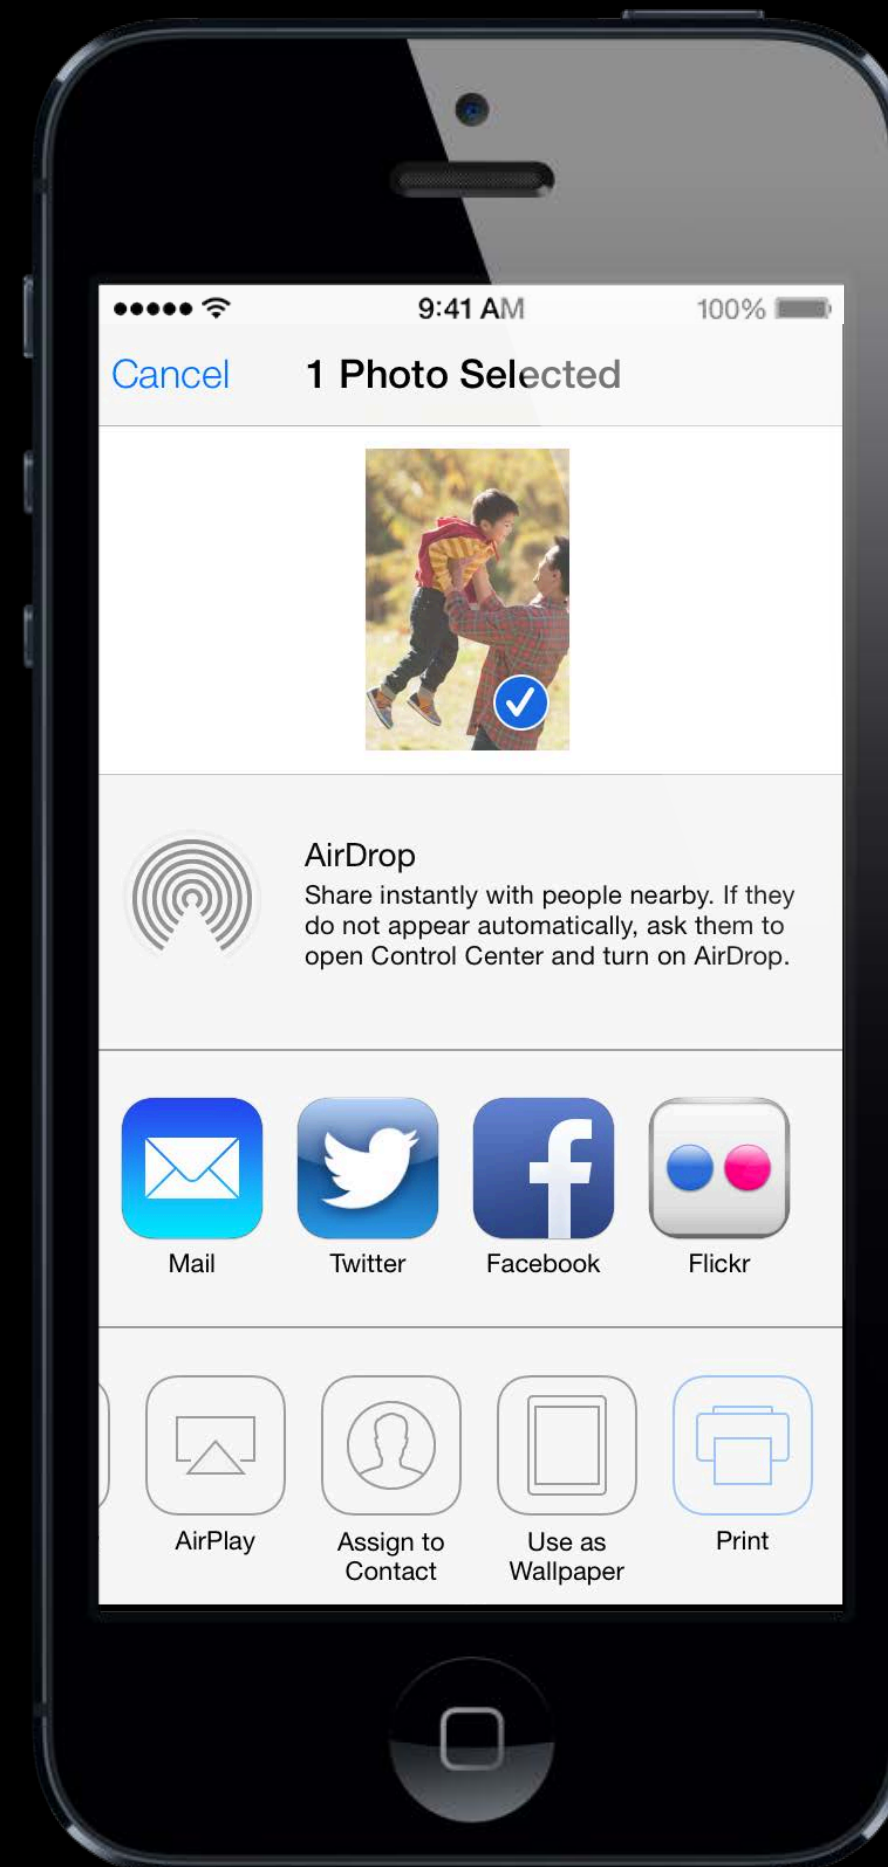 9:41 AM
100%
Cancel
1 Photo Selected
AirDrop
Share instantly with people nearby. If they
do not appear automatically, ask them to
open Control Center and turn on AirDrop.
Mail
Twitter
Facebook
Flickr
AirPlay
Assign to
Contact
Use as
Wallpaper
Print